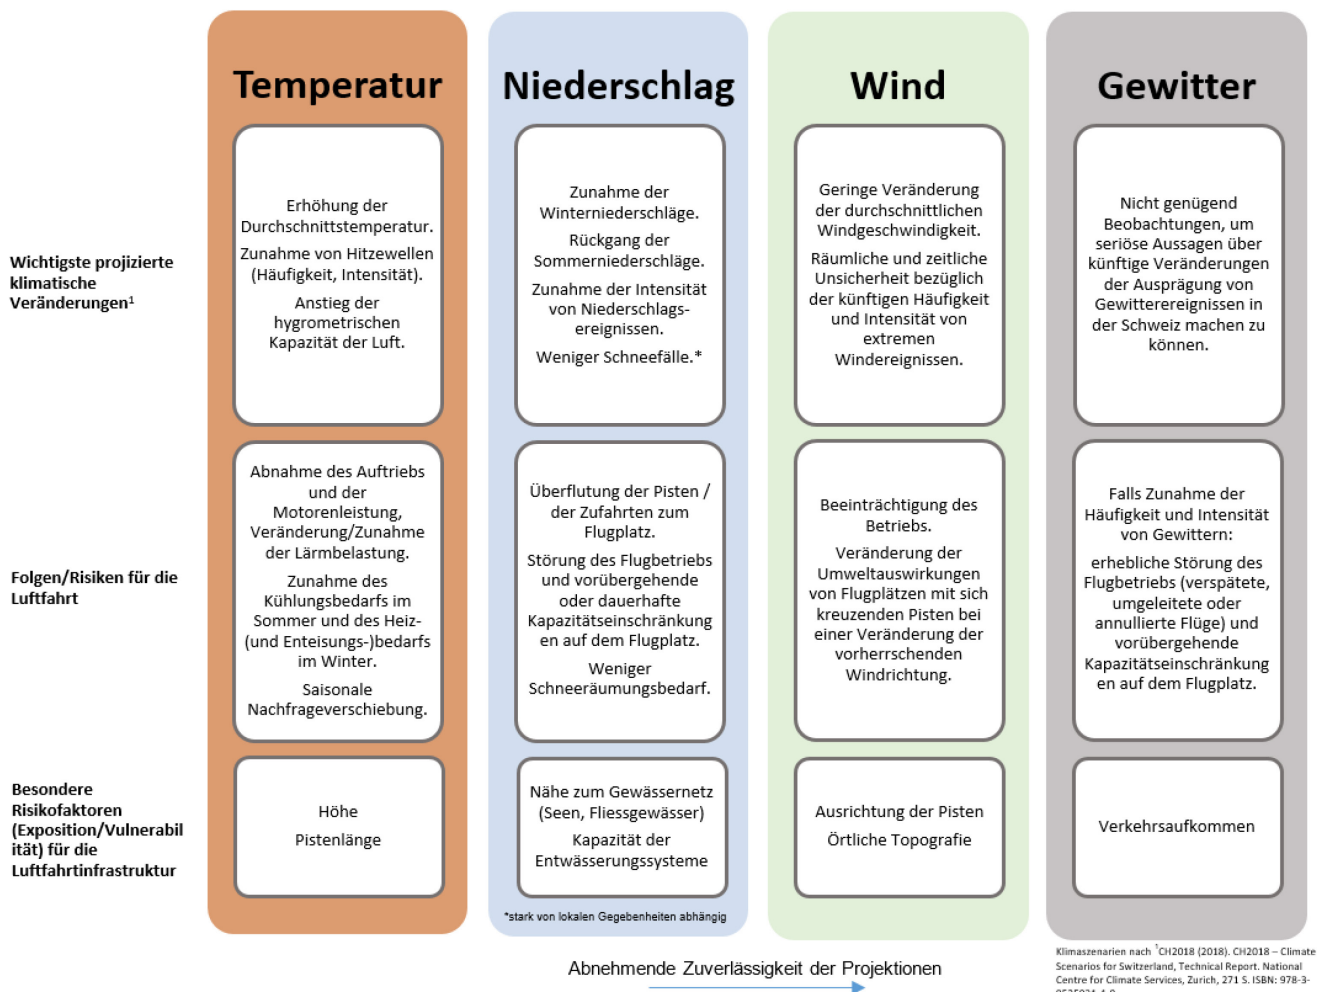 Temperatur
Niederschlag
Wind
Gewitter
Wichtigste projizierte
klimatische
Veränderungen¹
Erhöhung der
Durchschnittstemperatur.
Zunahme von Hitzewellen
(Häufigkeit, Intensität).
Anstieg der
hygrometrischen
Kapazität der Luft.
Zunahme der
Winterniederschläge.
Rückgang der
Sommerniederschläge.
Zunahme der Intensität
von Niederschlags-
ereignissen.
Weniger Schneefälle.*
Geringe Veränderung
der durchschnittlichen
Windgeschwindigkeit.
Räumliche und zeitliche
Unsicherheit bezüglich
der künftigen Häufigkeit
und Intensität von
extremen
Windereignissen.
Nicht genügend
Beobachtungen, um
seriöse Aussagen über
künftige Veränderungen
der Ausprägung von
Gewitterereignissen in
der Schweiz machen zu
können.
Folgen/Risiken für die
Luftfahrt
Abnahme des Auftriebs
und der
Motorenleistung,
Veränderung/Zunahme
der Lärmbelastung.
Zunahme des
Kühlungsbedarfs im
Sommer und des Heiz-
(und Enteisungs-)bedarfs
im Winter.
Saisonale
Nachfrageverschiebung.
Überflutung der Pisten /
der Zufahrten zum
Flugplatz.
Störung des Flugbetriebs
und vorübergehende
oder dauerhafte
Kapazitätseinschränkung
en auf dem Flugplatz.
Weniger
Schneeräumungsbedarf.
Beeinträchtigung des
Betriebs.
Veränderung der
Umweltauswirkungen
von Flugplätzen mit sich
kreuzenden Pisten bei
einer Veränderung der
vorherrschenden
Windrichtung.
Falls Zunahme der
Häufigkeit und Intensität
von Gewittern:
erhebliche Störung des
Flugbetriebs (verspätete,
umgeleitete oder
annullierte Flüge) und
vorübergehende
Kapazitätseinschränkung
en auf dem Flugplatz.
Besondere
Risikofaktoren
(Exposition/Vulnerabil
ität) für die
Luftfahrtinfrastruktur
Höhe
Pistenlänge
Nähe zum Gewässernetz
(Seen, Fliessgewässer)
Kapazität der
Entwässerungssysteme
Ausrichtung der Pisten
Örtliche Topografie
Verkehrsaufkommen
*stark von lokalen Gegebenheiten abhängig
Abnehmende Zuverlässigkeit der Projektionen
Klimaszenarien nach ¹CH2018 (2018). CH2018 – Climate
Scenarios for Switzerland, Technical Report. National
Centre for Climate Services, Zurich, 271 S. ISBN: 978-3-